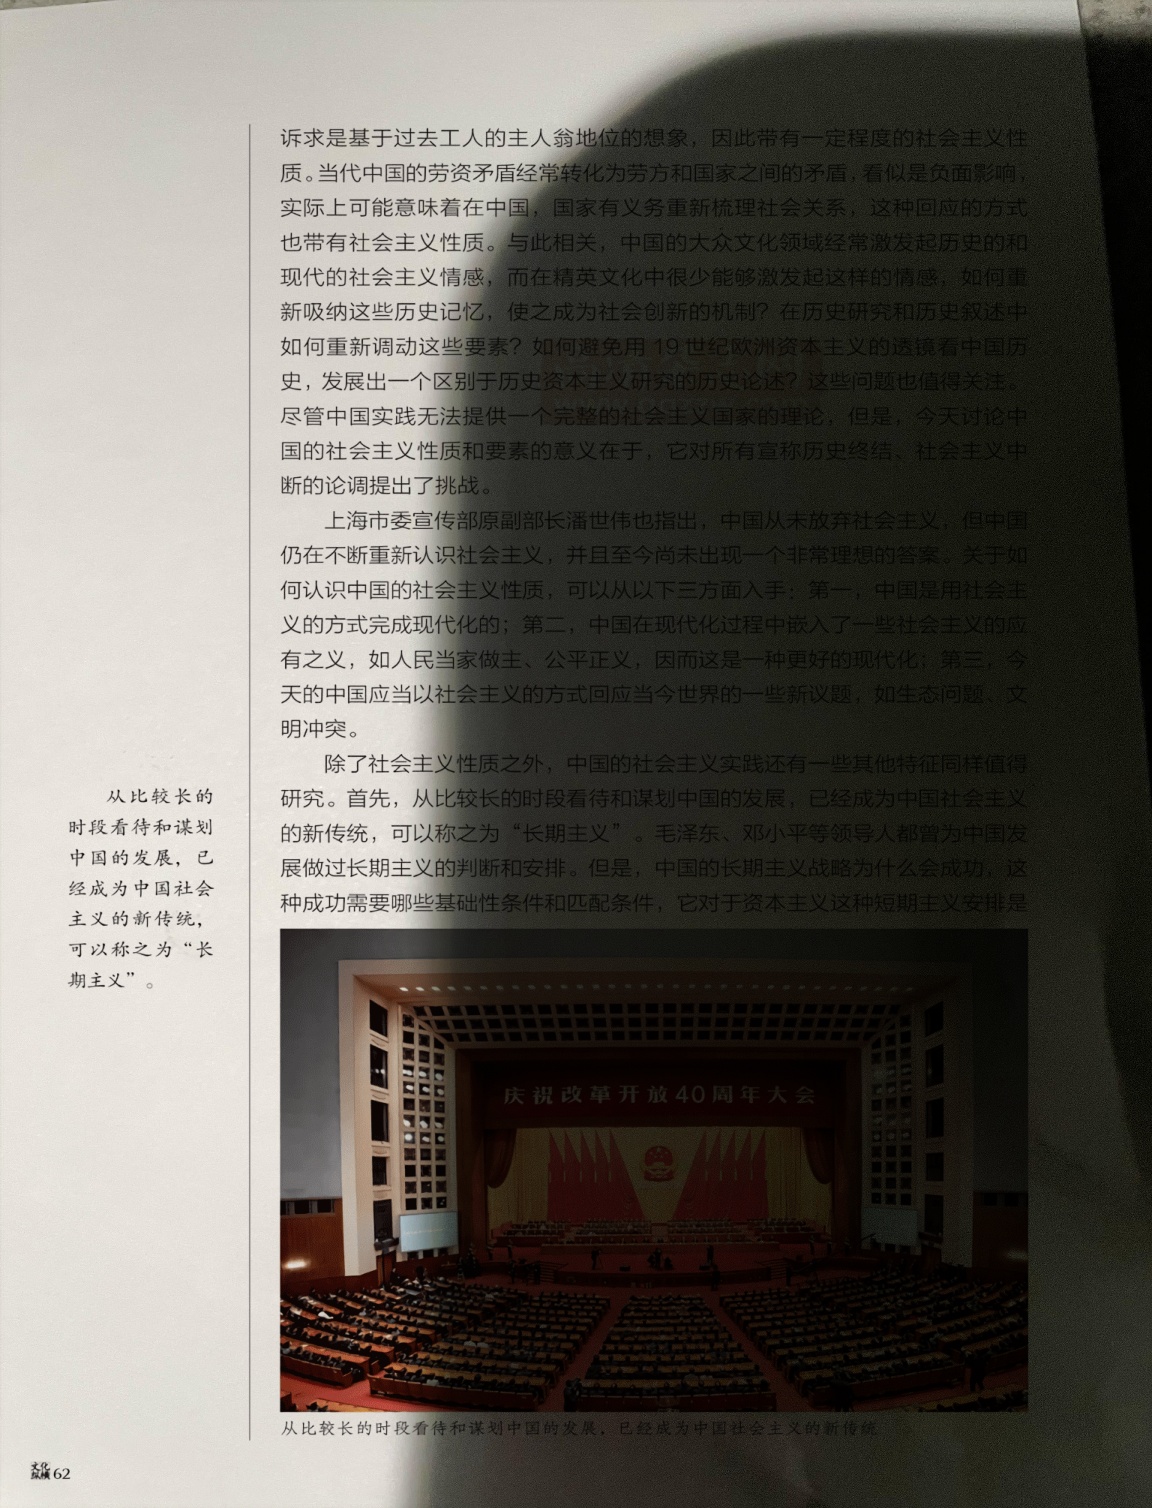 诉求是基于过去工人的主人翁地位的想象，因此带有一定程度的社会主义性
质。当代中国的劳资矛盾经常转化为劳方和国家之间的矛盾，看似是负面影响，
实际上可能意味着在中国，国家有义务重新梳理社会关系，这种回应的方式
也带有社会主义性质。与此相关，中国的大众文化领域经常激发起历史的和
现代的社会主义情感，而在精英文化中很少能够激发起这样的情感，如何重
新吸纳这些历史记忆，使之成为社会创新的机制？在历史研究和历史叙述中
如何重新调动这些要素？如何避免用 19 世纪欧洲资本主义的透镜看中国历
史，发展出一个区别于历史资本主义研究的历史论述？这些问题也值得关注。
尽管中国实践无法提供一个完整的社会主义国家的理论，但是，今天讨论中
国的社会主义性质和要素的意义在于，它对所有宣称历史终结、社会主义中
断的论调提出了挑战。
上海市委宣传部原副部长潘世伟也指出，中国从未放弃社会主义，但中国
仍在不断重新认识社会主义，并且至今尚未出现一个非常理想的答案。关于如
何认识中国的社会主义性质，可以从以下三方面入手：第一，中国是用社会主
义的方式完成现代化的；第二，中国在现代化过程中嵌入了一些社会主义的应
有之义，如人民当家做主、公平正义，因而这是一种更好的现代化；第三，今
天的中国应当以社会主义的方式回应当今世界的一些新议题，如生态问题、文
明冲突。
除了社会主义性质之外，中国的社会主义实践还有一些其他特征同样值得
研究。首先，从比较长的时段看待和谋划中国的发展，已经成为中国社会主义
的新传统，可以称之为“长期主义”。毛泽东、邓小平等领导人都曾为中国发
展做过长期主义的判断和安排。但是，中国的长期主义战略为什么会成功，这
种成功需要哪些基础性条件和匹配条件，它对于资本主义这种短期主义安排是
从比较长的
时段看待和谋划
中国的发展，已
经成为中国社会
主义的新传统，
可以称之为“长
期主义”。
庆祝改革开放40周年大会
从比较长的时段看待和谋划中国的发展，已经成为中国社会主义的新传统
文化
纵横 62